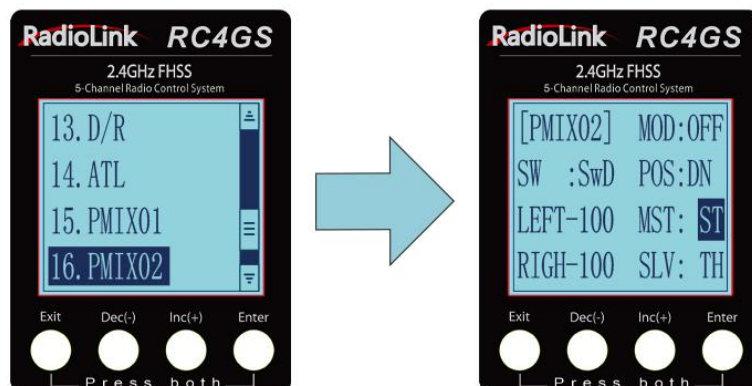 RadioLink RC4GS
2.4GHz FHSS
5-Channel Radio Control System
13. D/R
14. ATL
15. PMIX01
16. PMIX02
Exit Dec(-) Inc(+) Enter
Press both
RadioLink RC4GS
2.4GHz FHSS
5-Channel Radio Control System
[PMIX02] MOD:OFF
SW :SwD POS:DN
LEFT-100 MST: ST
RIGH-100 SLV: TH
Exit Dec(-) Inc(+) Enter
Press both